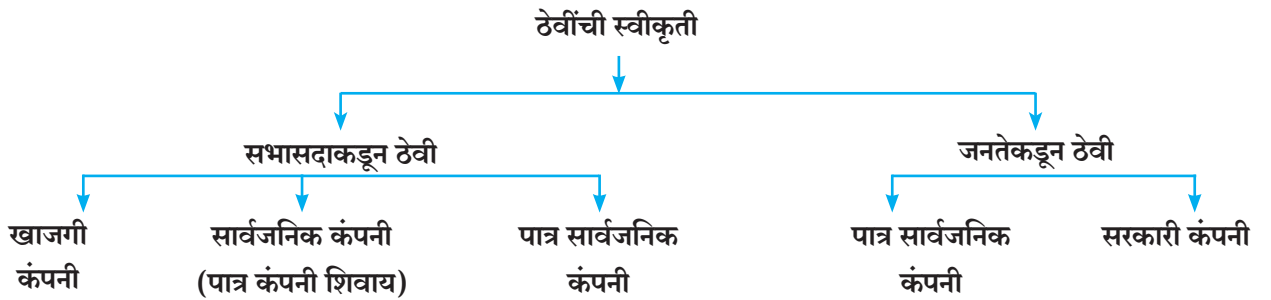 ठेवींची स्वीकृती
सभासदाकडून ठेवी
जनतेकडून ठेवी
खाजगी
कंपनी
सार्वजनिक कंपनी
(पात्र कंपनी शिवाय)
पात्र सार्वजनिक
कंपनी
पात्र सार्वजनिक
कंपनी
सरकारी कंपनी